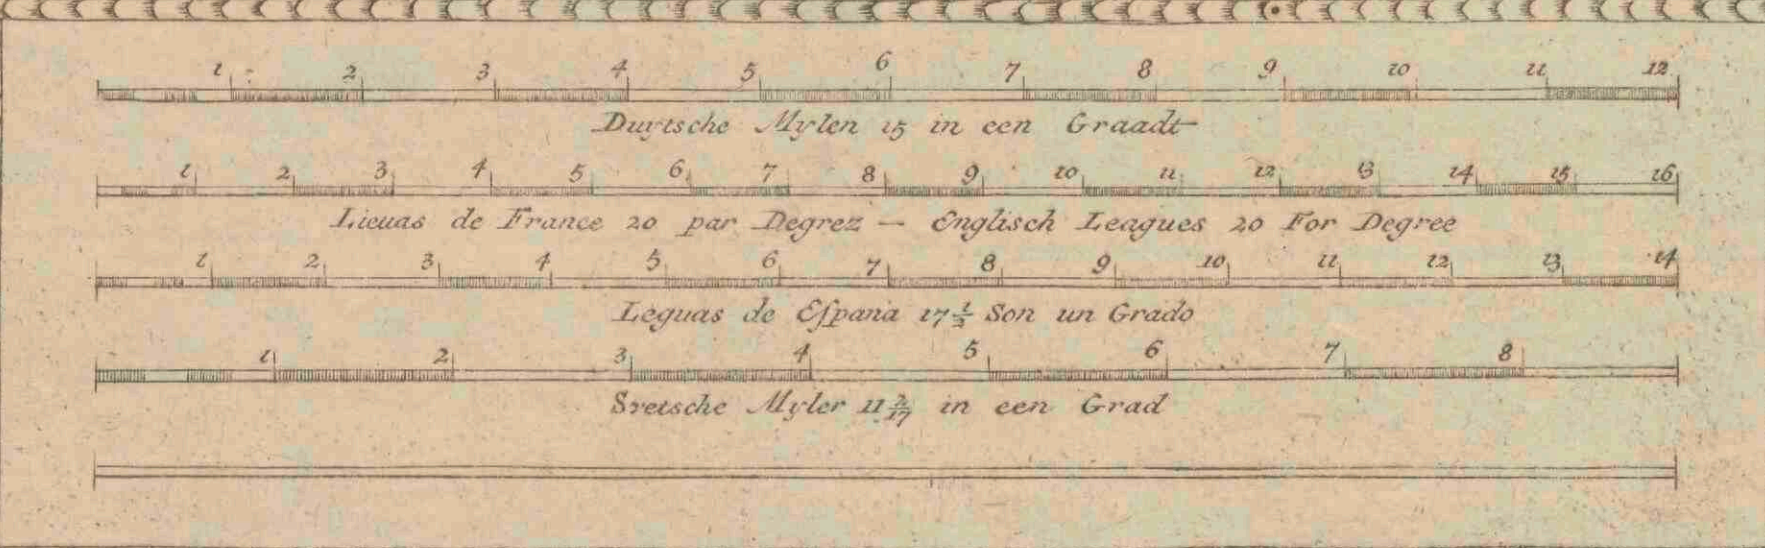 1 2 3 4 5 6 7 8 9 10 11 12
Duytsche Mylen 15 in een Graadt
1 2 3 4 5 6 7 8 9 10 11 12 13 14 15 16
Lieuas de France 20 par Degrez — Englisch Leagues 20 For Degree
1 2 3 4 5 6 7 8 9 10 11 12 13 14
Leguas de Espana 17 1/2 Son un Grado
1 2 3 4 5 6 7 8
Svetsche Myler 11 2/17 in een Grad